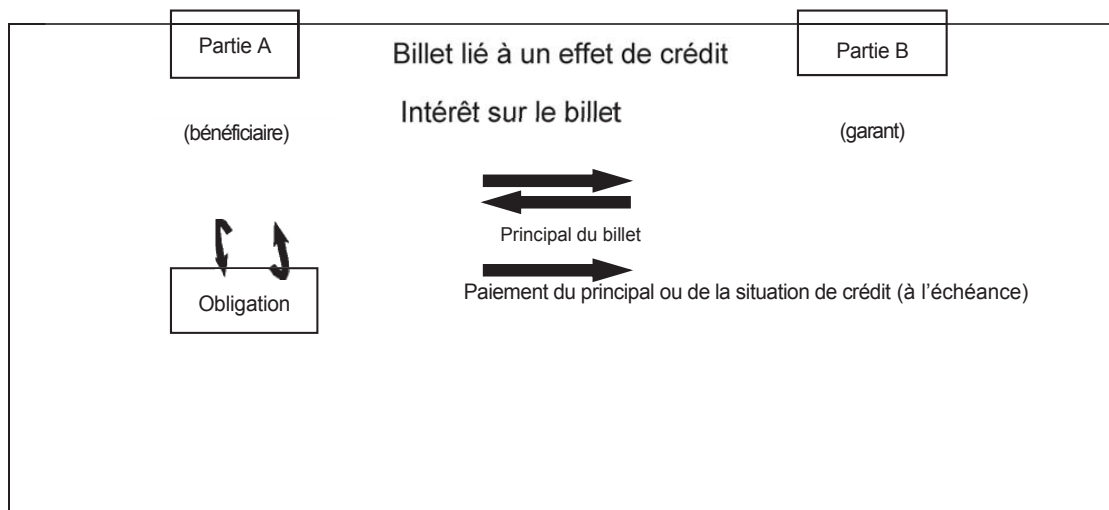 Partie A
Billet lié à un effet de crédit
Partie B
Intérêt sur le billet
(bénéficiaire)
(garant)
Principal du billet
Paiement du principal ou de la situation de crédit (à l’échéance)
Obligation